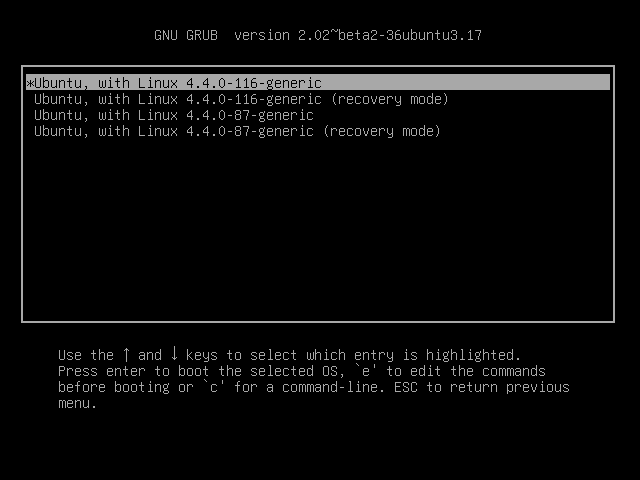 GNU GRUB  version 2.02~beta2-36ubuntu3.17
*Ubuntu, with Linux 4.4.0-116-generic
Ubuntu, with Linux 4.4.0-116-generic (recovery mode)
Ubuntu, with Linux 4.4.0-87-generic
Ubuntu, with Linux 4.4.0-87-generic (recovery mode)
Use the ↑ and ↓ keys to select which entry is highlighted.
Press enter to boot the selected OS, `e' to edit the commands
before booting or `c' for a command-line. ESC to return previous
menu.